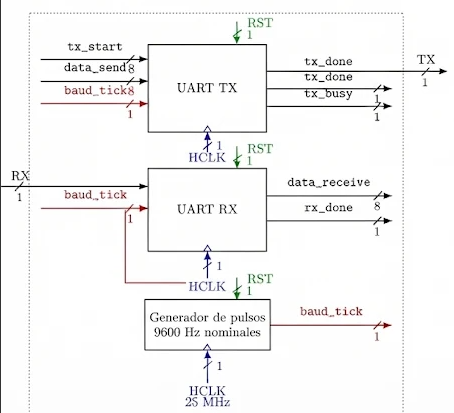 RST
1
tx_start
8
data_send
8
baud_tick
1
UART TX
tx_done
TX
1
tx_done
1
tx_busy
1
1
HCLK
RST
1
RX
1
baud_tick
1
UART RX
data_receive
8
rx_done
1
1
HCLK
RST
1
Generador de pulsos
9600 Hz nominales
baud_tick
1
1
HCLK
25 MHz